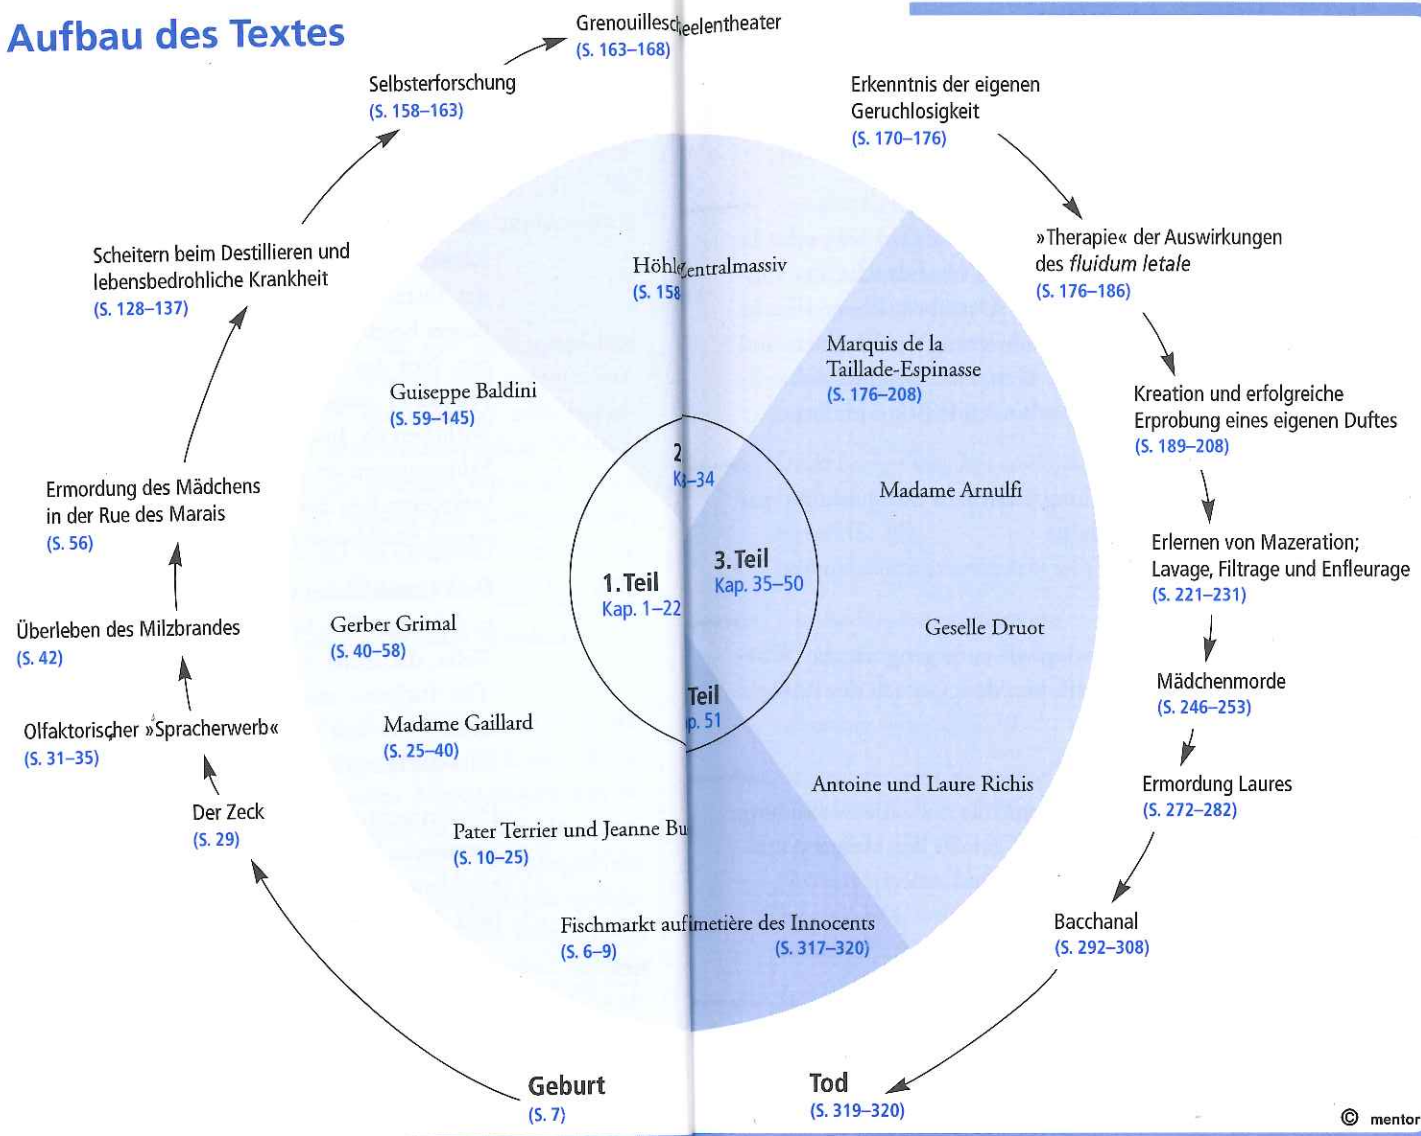 Aufbau des Textes
Grenouilles
eelentheater
(S. 163–168)
Selbsterforschung
(S. 158–163)
Erkenntnis der eigenen
Geruchlosigkeit
(S. 170–176)
Scheitern beim Destillieren und
lebensbedrohliche Krankheit
(S. 128–137)
Höhle
entralmassiv
(S. 158
»Therapie« der Auswirkungen
des fluidum letale
(S. 176–186)
Marquis de la
Taillade-Espinasse
(S. 176–208)
Guiseppe Baldini
(S. 59–145)
Kreation und erfolgreiche
Erprobung eines eigenen Duftes
(S. 189–208)
2
K
–34
Ermordung des Mädchens
in der Rue des Marais
(S. 56)
Madame Arnulfi
Erlernen von Mazeration;
Lavage, Filtrage und Enfleurage
(S. 221–231)
1. Teil
Kap. 1–22
3. Teil
Kap. 35–50
Überleben des Milzbrandes
(S. 42)
Gerber Grimal
(S. 40–58)
Geselle Druot
Mädchenmorde
(S. 246–253)
Olfaktorischer »Spracherwerb«
(S. 31–35)
Madame Gaillard
(S. 25–40)
Teil
p. 51
Der Zeck
(S. 29)
Antoine und Laure Richis
Ermordung Laures
(S. 272–282)
Pater Terrier und Jeanne Bu
(S. 10–25)
Fischmarkt auf
imetière des Innocents
(S. 6–9)
(S. 317–320)
Bacchanal
(S. 292–308)
Geburt
(S. 7)
Tod
(S. 319–320)
© mentor